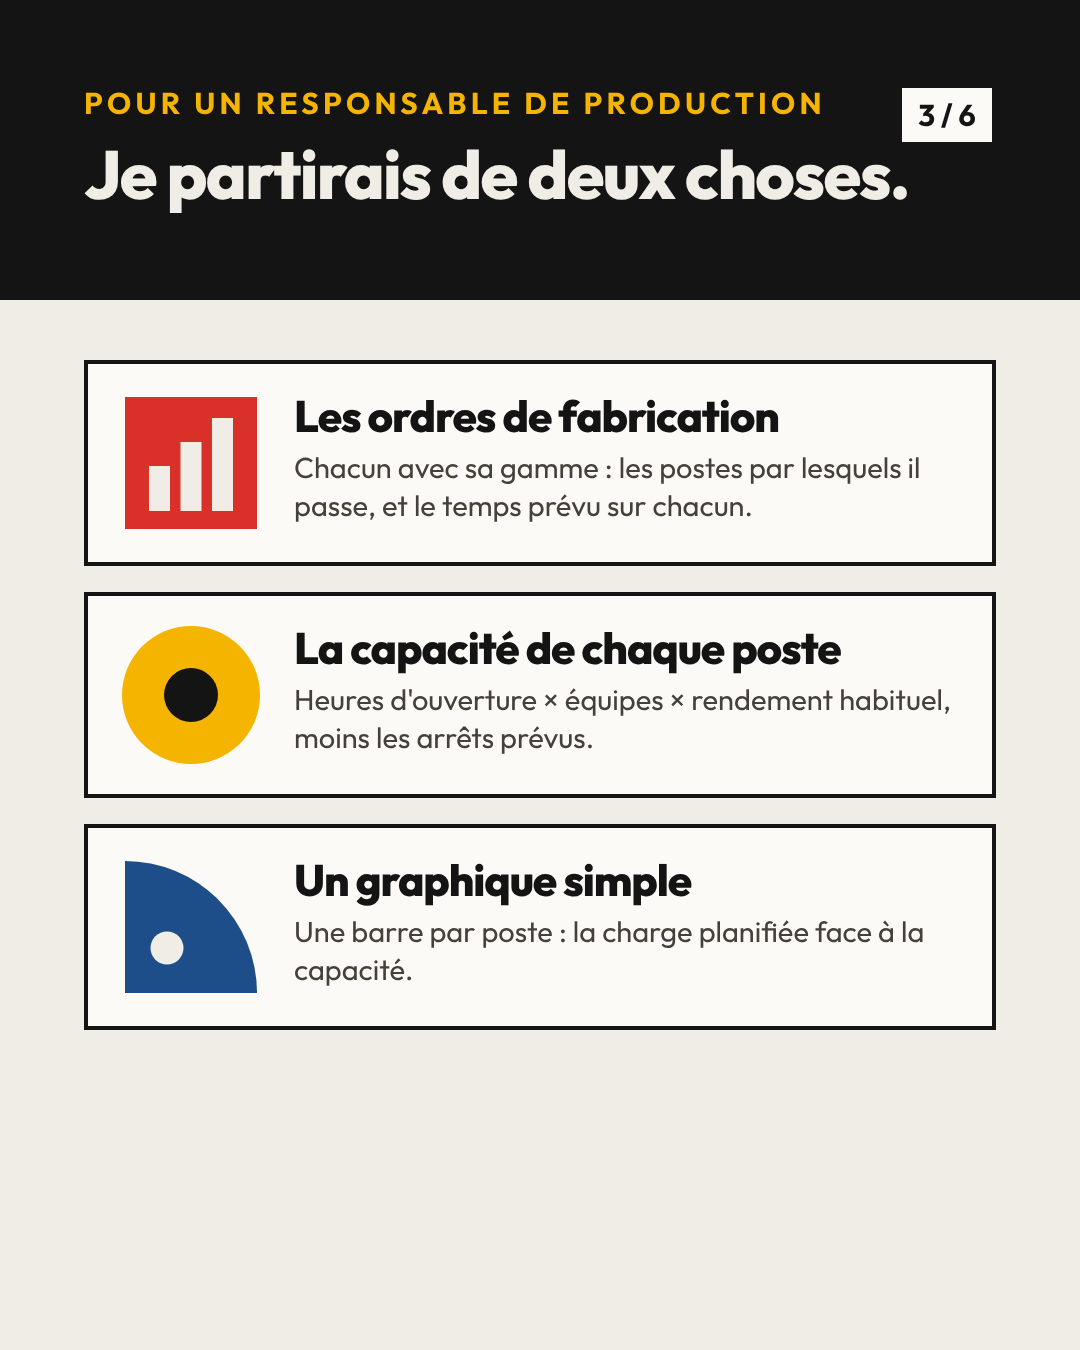 POUR UN RESPONSABLE DE PRODUCTION
3 / 6
Je partirais de deux choses.
Les ordres de fabrication
Chacun avec sa gamme : les postes par lesquels il
passe, et le temps prévu sur chacun.
La capacité de chaque poste
Heures d'ouverture × équipes × rendement habituel,
moins les arrêts prévus.
Un graphique simple
Une barre par poste : la charge planifiée face à la
capacité.